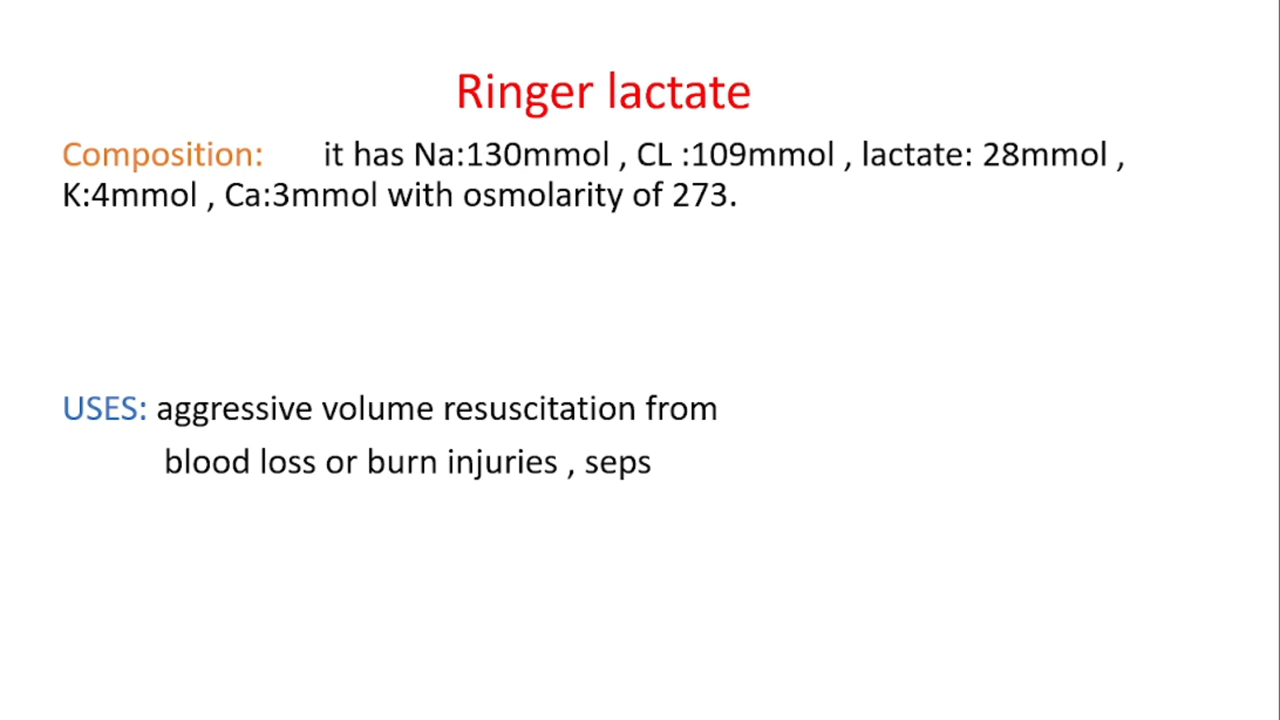 Ringer lactate
Composition: it has Na:130mmol , CL :109mmol , lactate: 28mmol ,
K:4mmol , Ca:3mmol with osmolarity of 273.
USES: aggressive volume resuscitation from
blood loss or burn injuries , seps